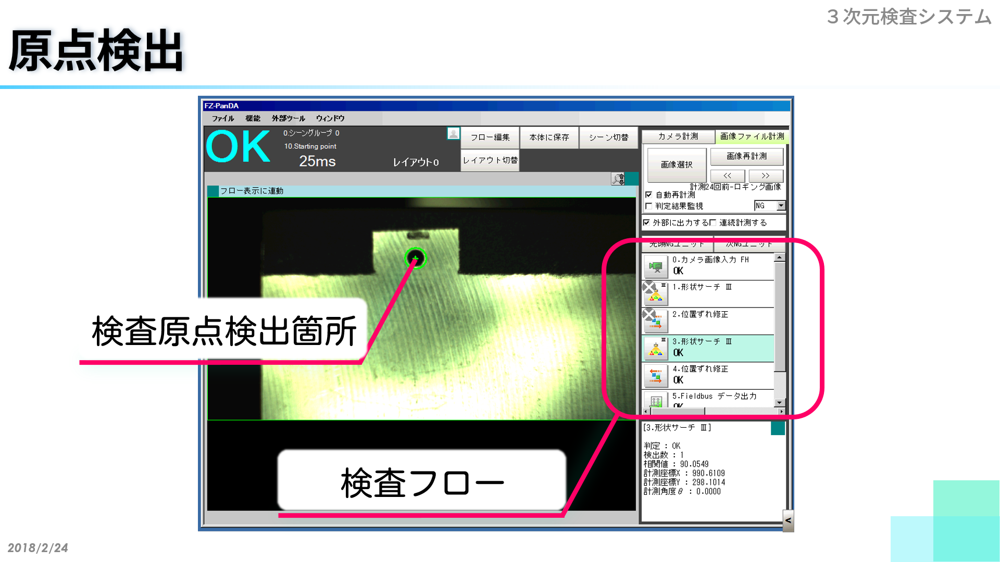 ３次元検査システム
原点検出
FZ-PanDA
ファイル 機能 外部ツール ウィンドウ
OK
0.シーングループ 0
10.Starting point
25ms
レイアウト0
フロー編集
本体に保存
シーン切替
レイアウト切替
カメラ計測
画像ファイル計測
画像選択
画像再計測
<<
>>
計測24回前-ロギング画像
自動再計測
判定結果監視
NG
外部に出力する
連続計測する
フロー表示に連動
先頭NGユニット
次NGユニット
0.カメラ画像入力 FH
OK
1.形状サーチ Ⅲ
2.位置ずれ修正
3.形状サーチ Ⅲ
OK
4.位置ずれ修正
OK
5.Fieldbus データ出力
OK
検査原点検出箇所
検査フロー
[3.形状サーチ Ⅲ]
判定 : OK
検出数 : 1
相関値 : 90.0549
計測座標X : 990.6109
計測座標Y : 298.1014
計測角度θ : 0.0000
<
2018/2/24